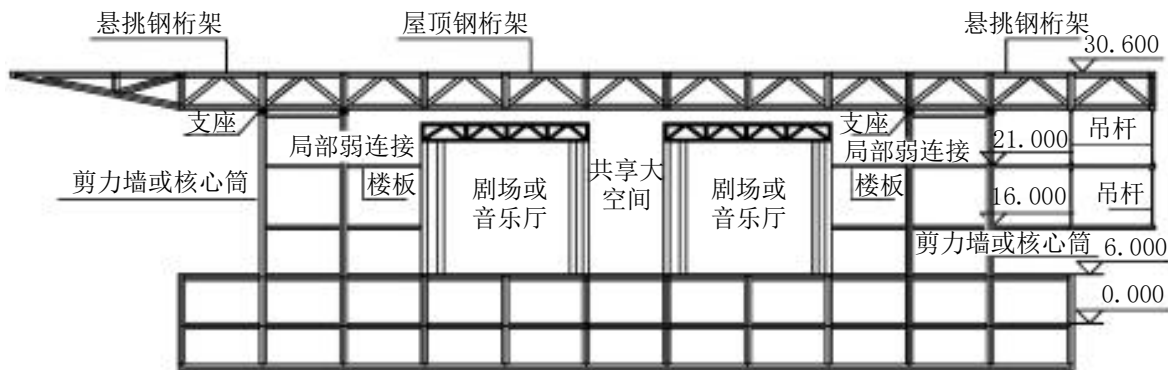 悬挑钢桁架
屋顶钢桁架
悬挑钢桁架
30.600
支座
支座
局部弱连接
共享大
空间
局部弱连接
21.000
吊杆
剪力墙或核心筒
楼板
剧场或
音乐厅
剧场或
音乐厅
楼板
16.000
吊杆
剪力墙或核心筒
6.000
0.000